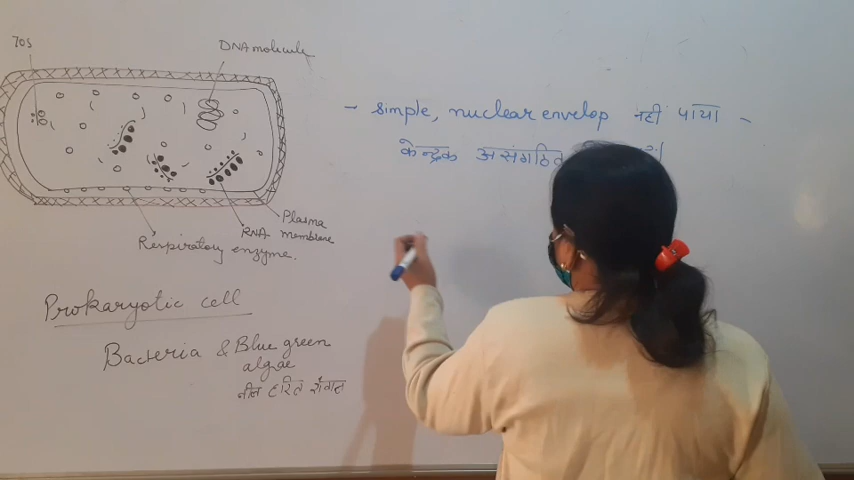 70S
DNA molecule
Plasma
membrane
RNA
Respiratory enzyme.
Prokaryotic cell
Bacteria & Blue green
algae
नील हरित शैवाल
- simple, nuclear envelop नही पाया -
केन्द्रक असंगठित